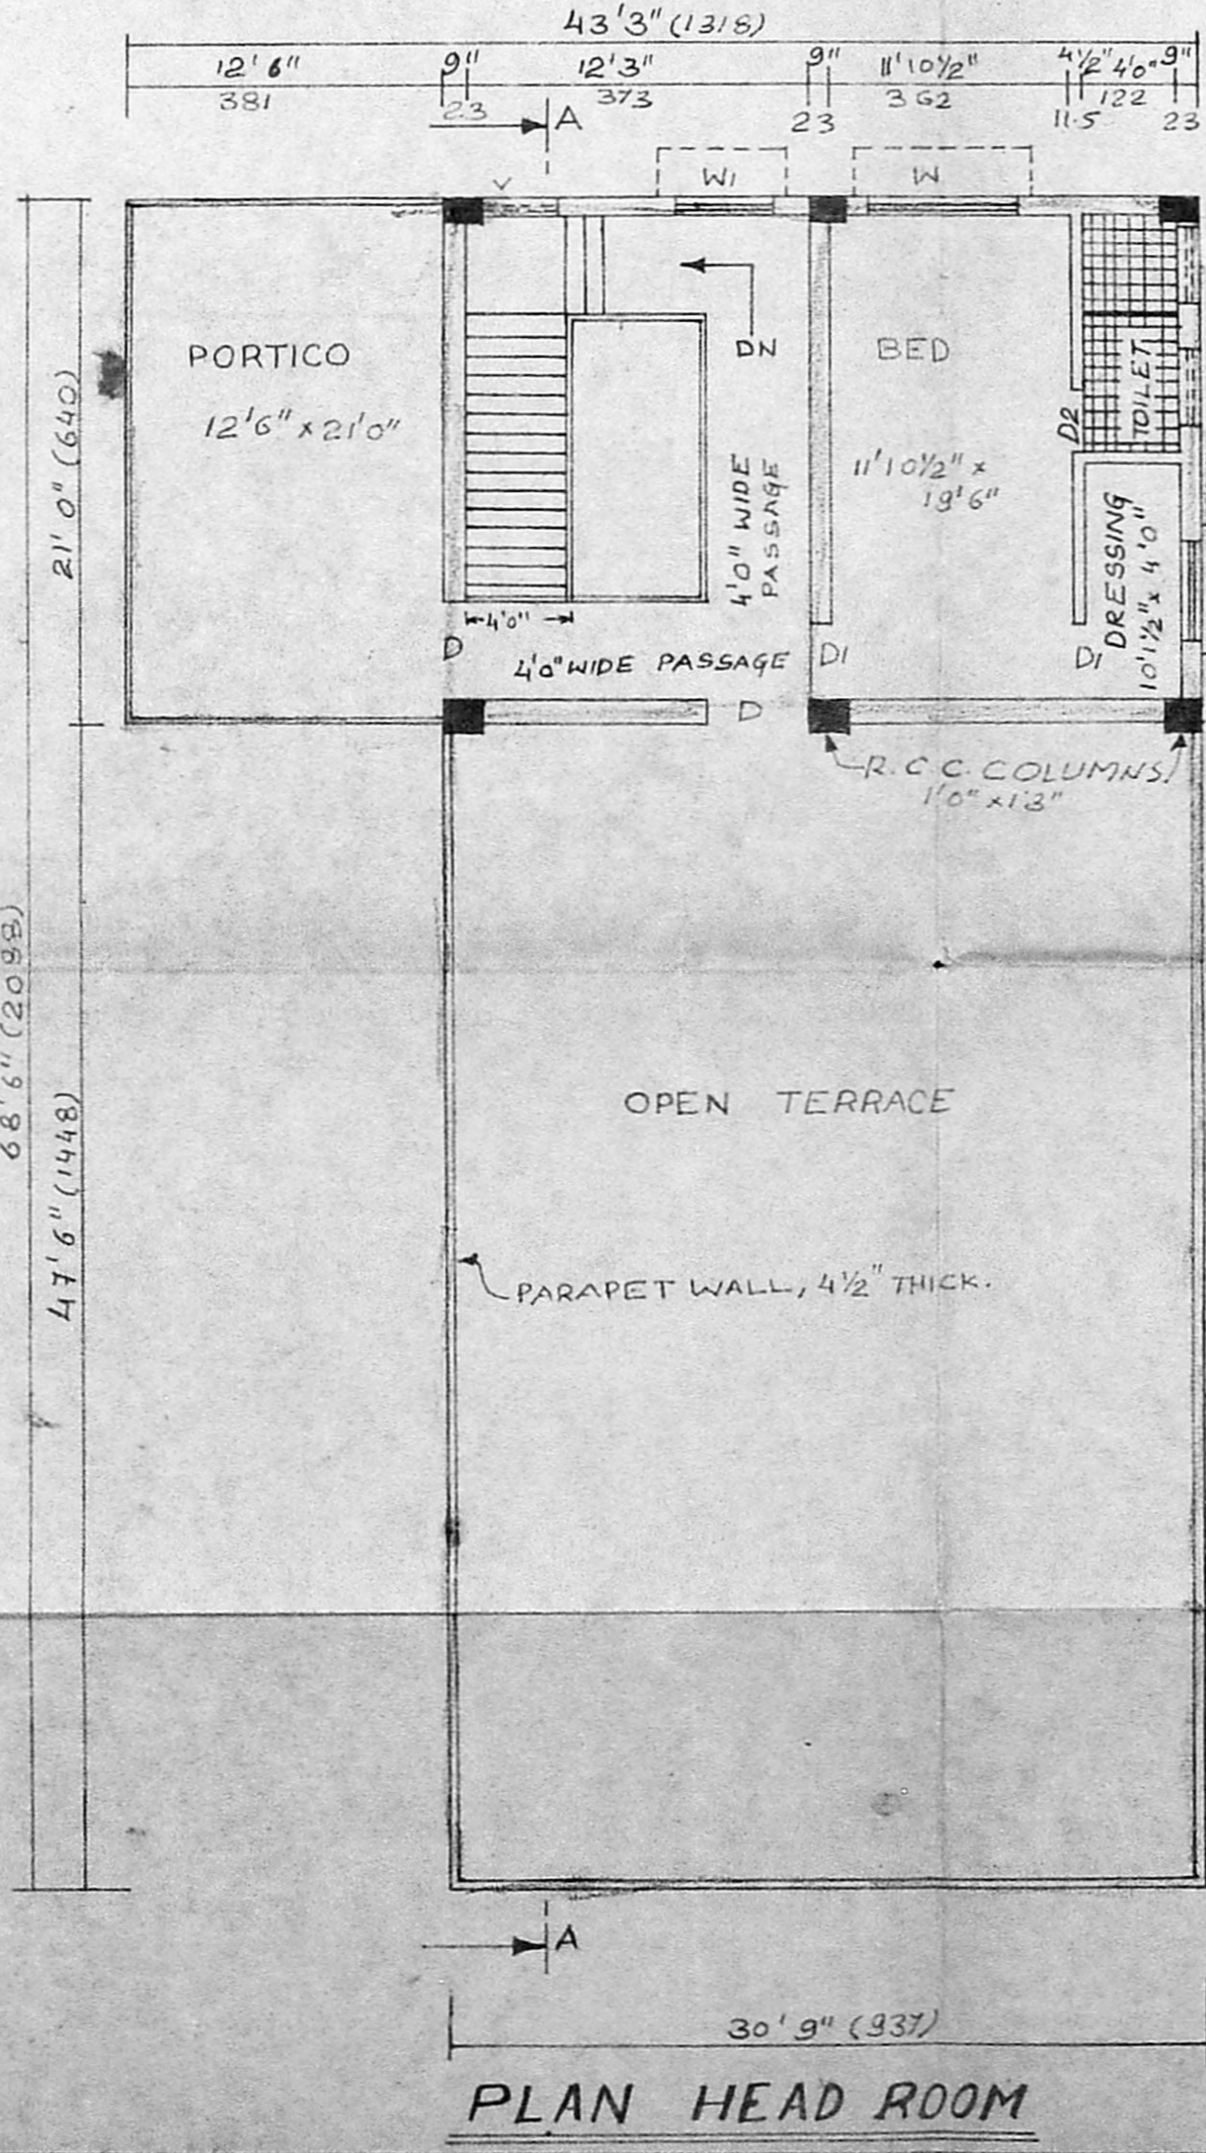 43'3" (1318)
12'6" 9" 12'3" 9" 11'10½" 4½" 4'0" 9"
381 23 373 23 362 11.5 122 23
A
V W1 W
PORTICO
12'6" x 21'0"
21'0" (640)
DN
BED
11'10½" x
19'6"
TOILET
D2
4'0" WIDE
PASSAGE
DRESSING
10'1½" x 4'0"
4'0"
D
4'0" WIDE PASSAGE
D1
D1
D
R.C.C. COLUMNS
1'0" x 1'3"
68'6" (2088)
47'6" (1448)
OPEN TERRACE
PARAPET WALL, 4½" THICK.
A
30'9" (937)
PLAN HEAD ROOM